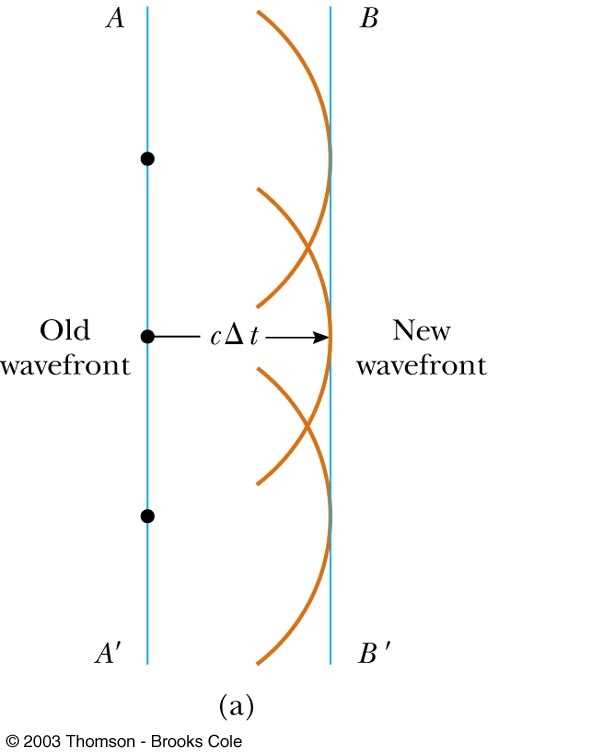 A
B
Old
wavefront
cΔt
New
wavefront
A′
B′
(a)
© 2003 Thomson - Brooks Cole